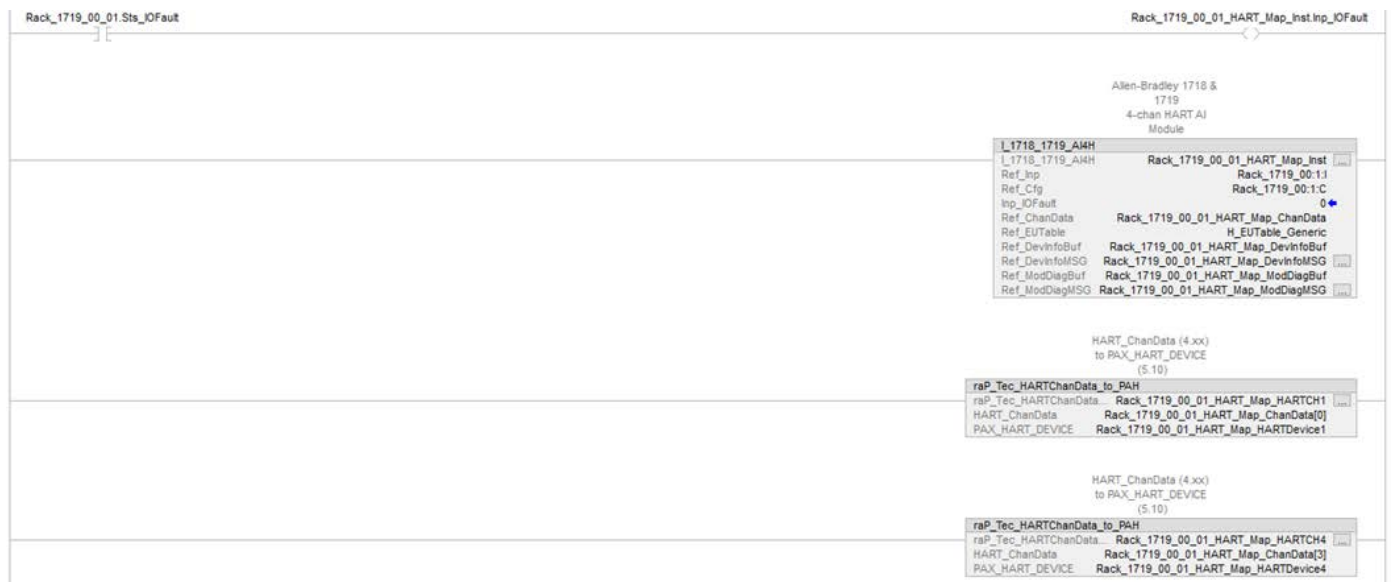 Rack_1719_00_01.Sts_IOFault
Rack_1719_00_01_HART_Map_Inst.Inp_IOFault
Allen-Bradley 1718 &
1719
4-chan HART AI
Module
I_1718_1719_AI4H
I_1718_1719_AI4H Rack_1719_00_01_HART_Map_Inst ...
Ref_Inp Rack_1719_00:1:I
Ref_Cfg Rack_1719_00:1:C
Inp_IOFault 0
Ref_ChanData Rack_1719_00_01_HART_Map_ChanData
Ref_EUTable H_EUTable_Generic
Ref_DevInfoBuf Rack_1719_00_01_HART_Map_DevInfoBuf
Ref_DevInfoMSG Rack_1719_00_01_HART_Map_DevInfoMSG ...
Ref_ModDiagBuf Rack_1719_00_01_HART_Map_ModDiagBuf
Ref_ModDiagMSG Rack_1719_00_01_HART_Map_ModDiagMSG ...
HART_ChanData (4.xx)
to PAX_HART_DEVICE
(5.10)
raP_Tec_HARTChanData_to_PAH
raP_Tec_HARTChanData... Rack_1719_00_01_HART_Map_HARTCH1 ...
HART_ChanData Rack_1719_00_01_HART_Map_ChanData[0]
PAX_HART_DEVICE Rack_1719_00_01_HART_Map_HARTDevice1
HART_ChanData (4.xx)
to PAX_HART_DEVICE
(5.10)
raP_Tec_HARTChanData_to_PAH
raP_Tec_HARTChanData... Rack_1719_00_01_HART_Map_HARTCH4 ...
HART_ChanData Rack_1719_00_01_HART_Map_ChanData[3]
PAX_HART_DEVICE Rack_1719_00_01_HART_Map_HARTDevice4